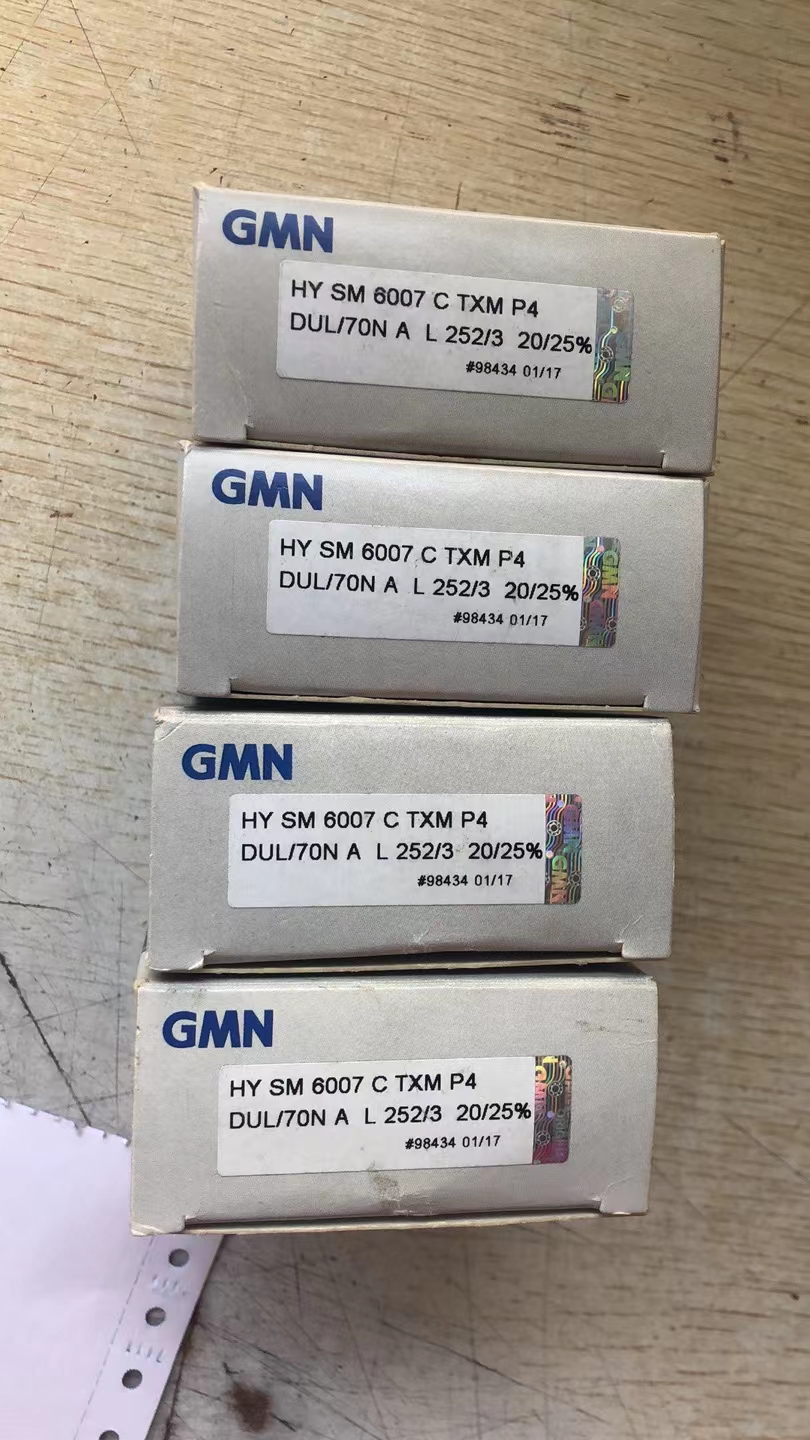 GMN
HY SM 6007 C TXM P4
DUL/70N A L 252/3 20/25%
#98434 01/17
GMN
HY SM 6007 C TXM P4
DUL/70N A L 252/3 20/25%
#98434 01/17
GMN
HY SM 6007 C TXM P4
DUL/70N A L 252/3 20/25%
#98434 01/17
GMN
HY SM 6007 C TXM P4
DUL/70N A L 252/3 20/25%
#98434 01/17